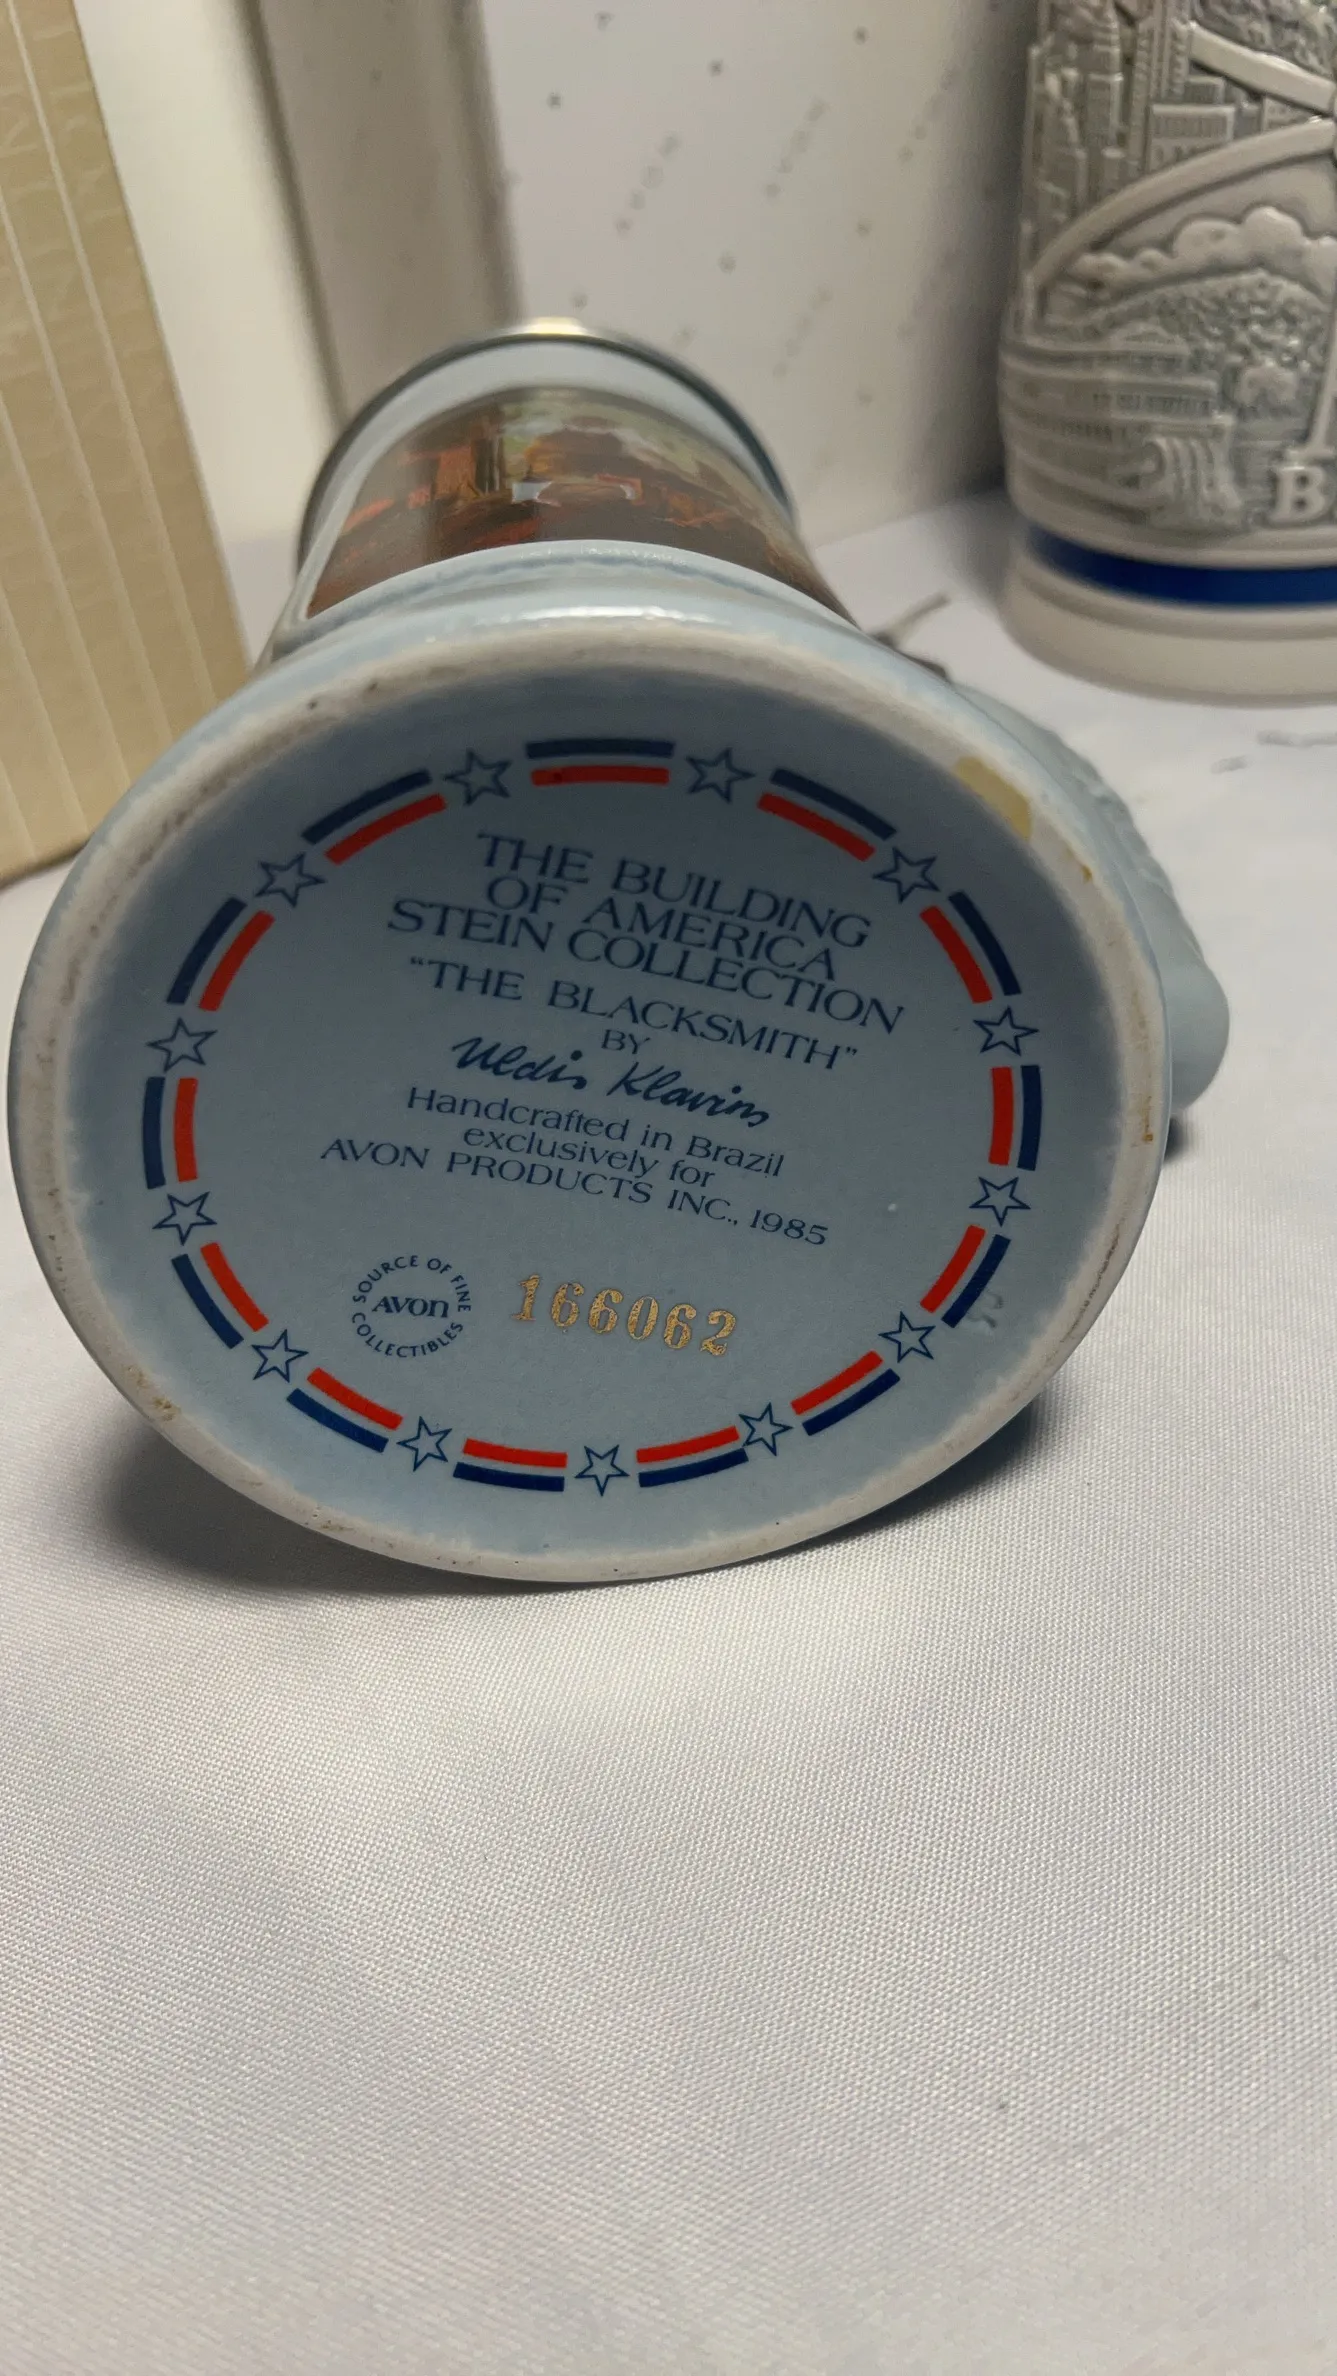 THE BUILDING
OF AMERICA
STEIN COLLECTION
"THE BLACKSMITH"
BY
Uldis Klavins
Handcrafted in Brazil
exclusively for
AVON PRODUCTS INC., 1985
SOURCE OF FINE
AVON
COLLECTIBLES
166062
B